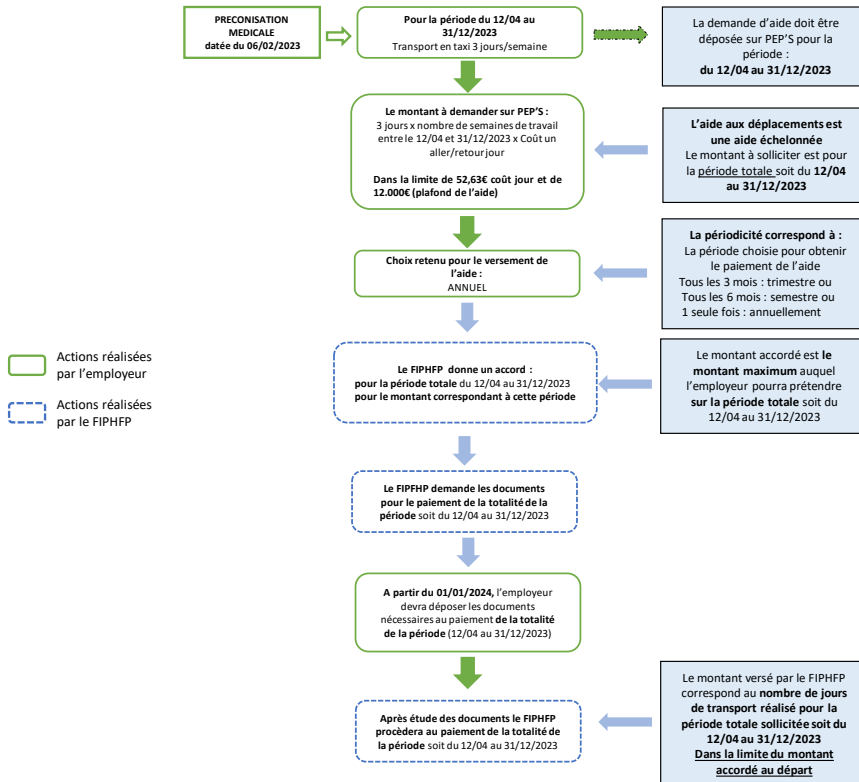 PRECONISATION
MEDICALE
datée du 06/02/2023
Pour la période du 12/04 au
31/12/2023
Transport en taxi 3 jours/semaine
La demande d'aide doit être
déposée sur PEP'S pour la
période :
du 12/04 au 31/12/2023
Le montant à demander sur PEP'S :
3 jours x nombre de semaines de travail
entre le 12/04 et 31/12/2023 x Coût un
aller/retour jour
Dans la limite de 52,63€ coût jour et de
12.000€ (plafond de l'aide)
L'aide aux déplacements est
une aide échelonnée
Le montant à solliciter est pour
la période totale soit du 12/04
au 31/12/2023
Choix retenu pour le versement de
l'aide :
ANNUEL
La périodicité correspond à :
La période choisie pour obtenir
le paiement de l'aide
Tous les 3 mois : trimestre ou
Tous les 6 mois : semestre ou
1 seule fois : annuellement
Actions réalisées
par l'employeur
Actions réalisées
par le FIPHFP
Le FIPHFP donne un accord :
pour la période totale du 12/04 au 31/12/2023
pour le montant correspondant à cette période
Le montant accordé est le
montant maximum auquel
l'employeur pourra prétendre
sur la période totale soit du
12/04 au 31/12/2023
Le FIPFHP demande les documents
pour le paiement de la totalité de la
période soit du 12/04 au 31/12/2023
A partir du 01/01/2024, l'employeur
devra déposer les documents
nécessaires au paiement de la totalité
de la période (12/04 au 31/12/2023)
Après étude des documents le FIPHFP
procèdera au paiement de la totalité de
la période soit du 12/04 au 31/12/2023
Le montant versé par le FIPHFP
correspond au nombre de jours
de transport réalisé pour la
période totale sollicitée soit du
12/04 au 31/12/2023
Dans la limite du montant
accordé au départ